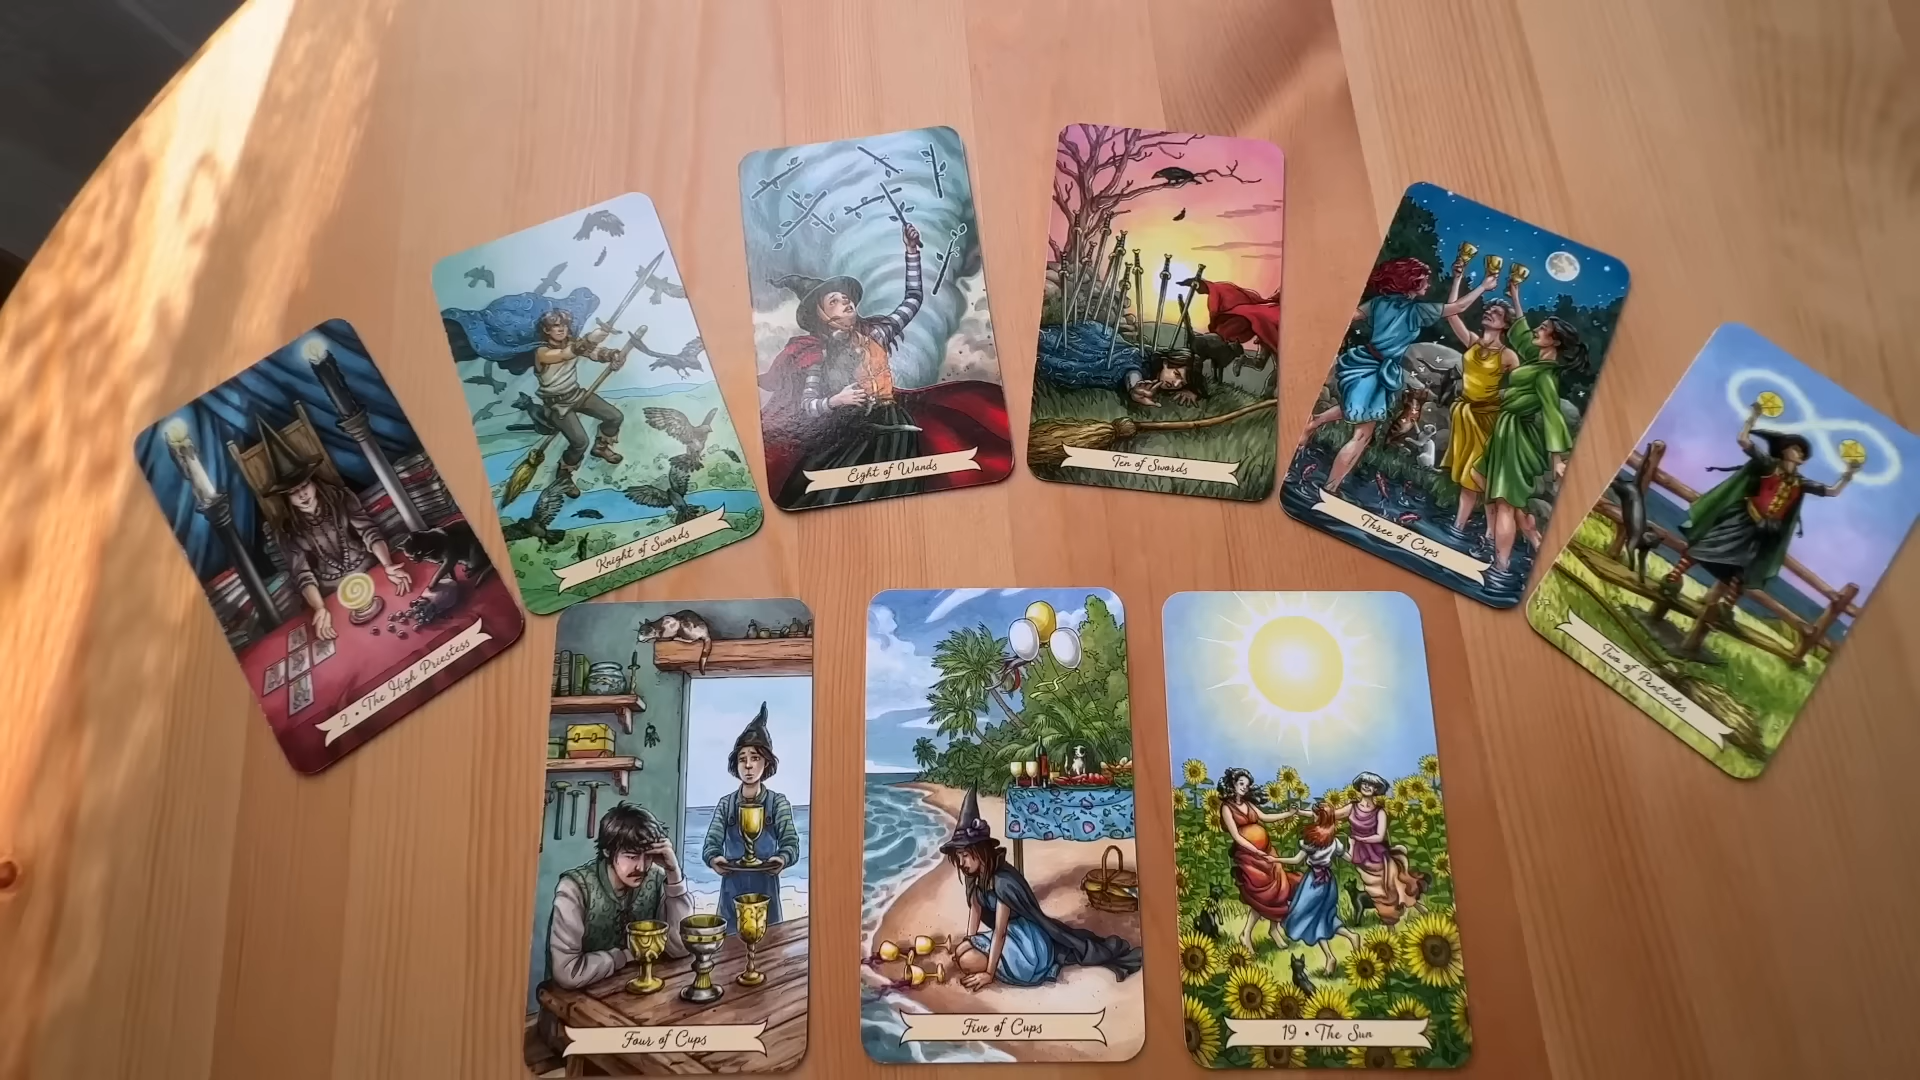 2 • The High Priestess
Knight of Swords
Eight of Wands
Ten of Swords
Three of Cups
Two of Pentacles
Four of Cups
Five of Cups
19 • The Sun